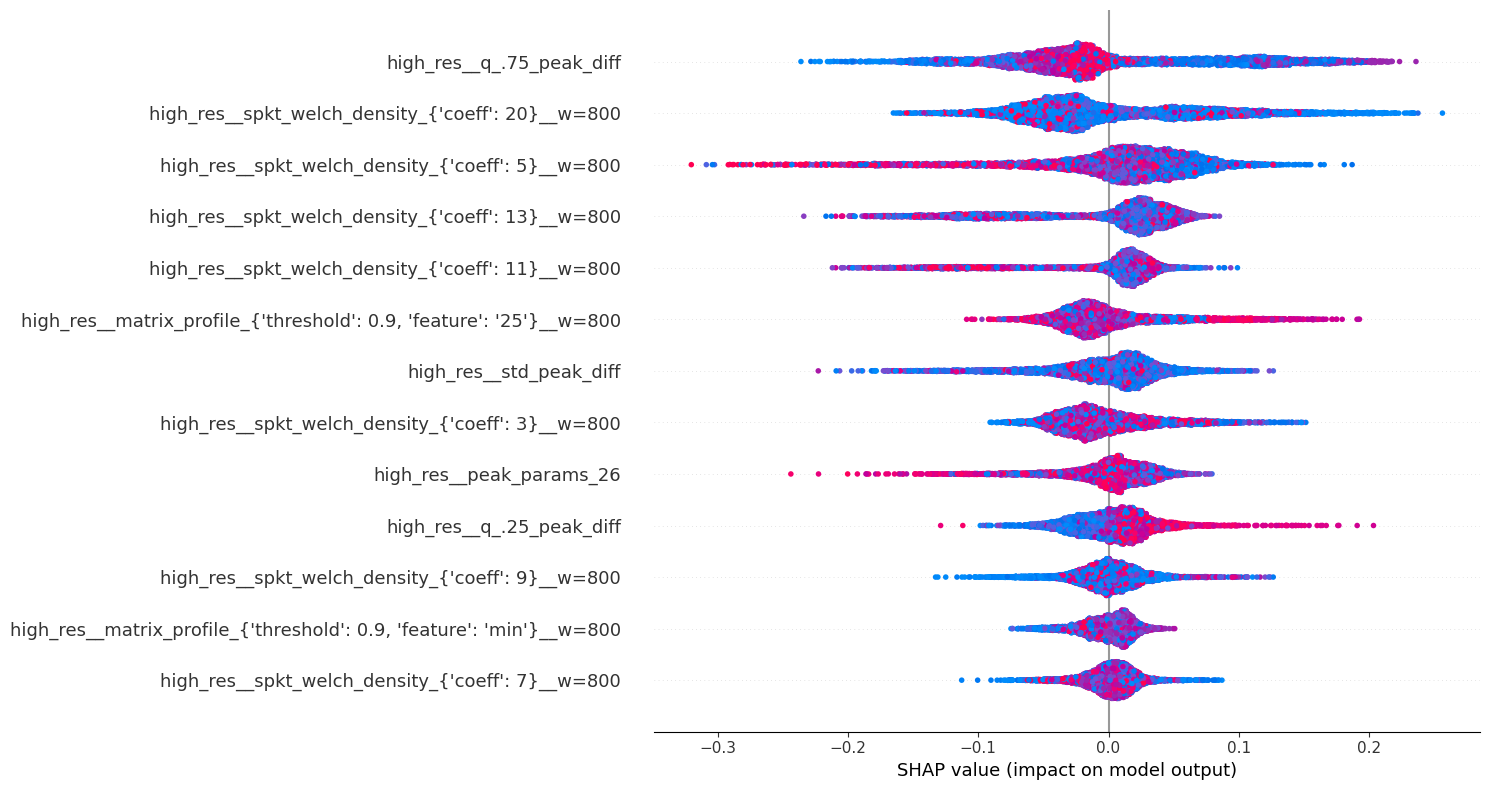 high_res__q_.75_peak_diff
high_res__spkt_welch_density_{'coeff': 20}__w=800
high_res__spkt_welch_density_{'coeff': 5}__w=800
high_res__spkt_welch_density_{'coeff': 13}__w=800
high_res__spkt_welch_density_{'coeff': 11}__w=800
high_res__matrix_profile_{'threshold': 0.9, 'feature': '25'}__w=800
high_res__std_peak_diff
high_res__spkt_welch_density_{'coeff': 3}__w=800
high_res__peak_params_26
high_res__q_.25_peak_diff
high_res__spkt_welch_density_{'coeff': 9}__w=800
high_res__matrix_profile_{'threshold': 0.9, 'feature': 'min'}__w=800
high_res__spkt_welch_density_{'coeff': 7}__w=800
−0.3 −0.2 −0.1 0.0 0.1 0.2
SHAP value (impact on model output)